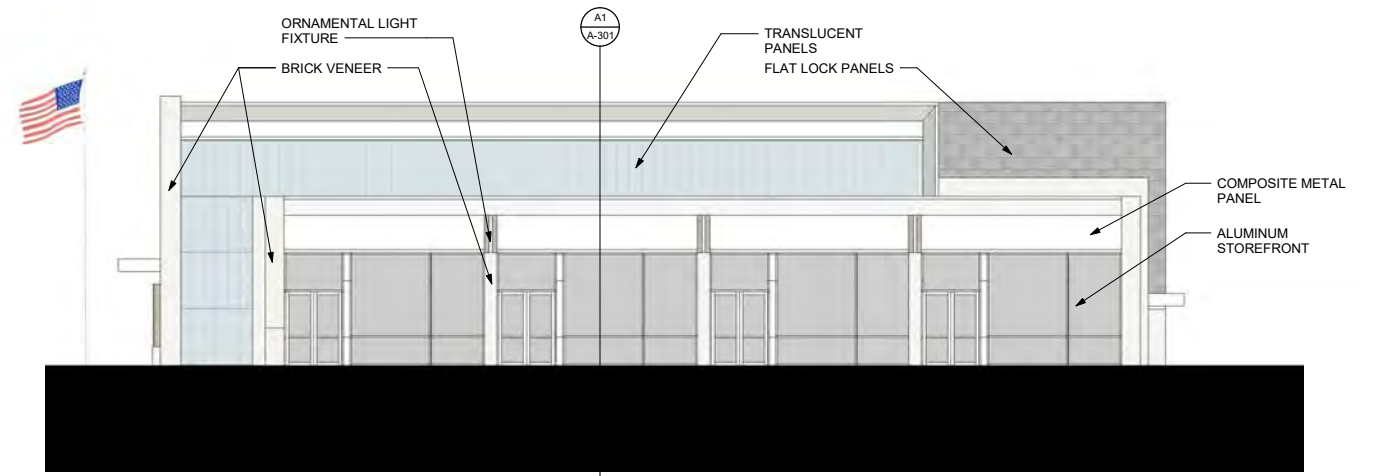 ORNAMENTAL LIGHT
FIXTURE
BRICK VENEER
A1
A-301
TRANSLUCENT
PANELS
FLAT LOCK PANELS
COMPOSITE METAL
PANEL
ALUMINUM
STOREFRONT